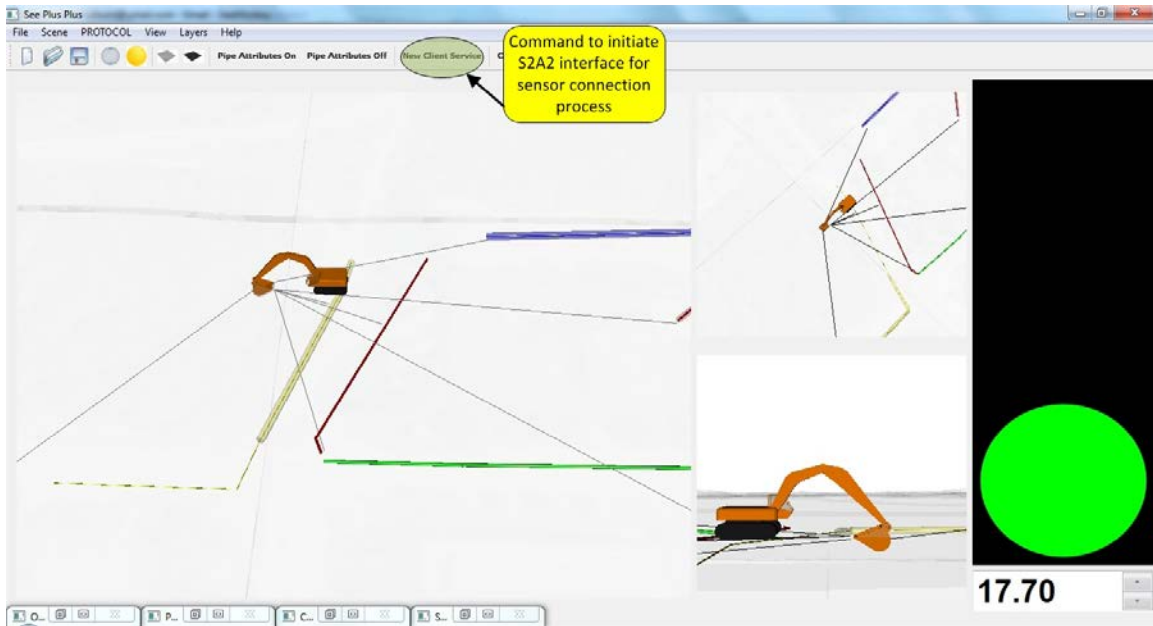 See Plus Plus
File Scene PROTOCOL View Layers Help
Pipe Attributes On Pipe Attributes Off New Client Service
Command to initiate
S2A2 interface for
sensor connection
process
17.70
O... P... C... S...